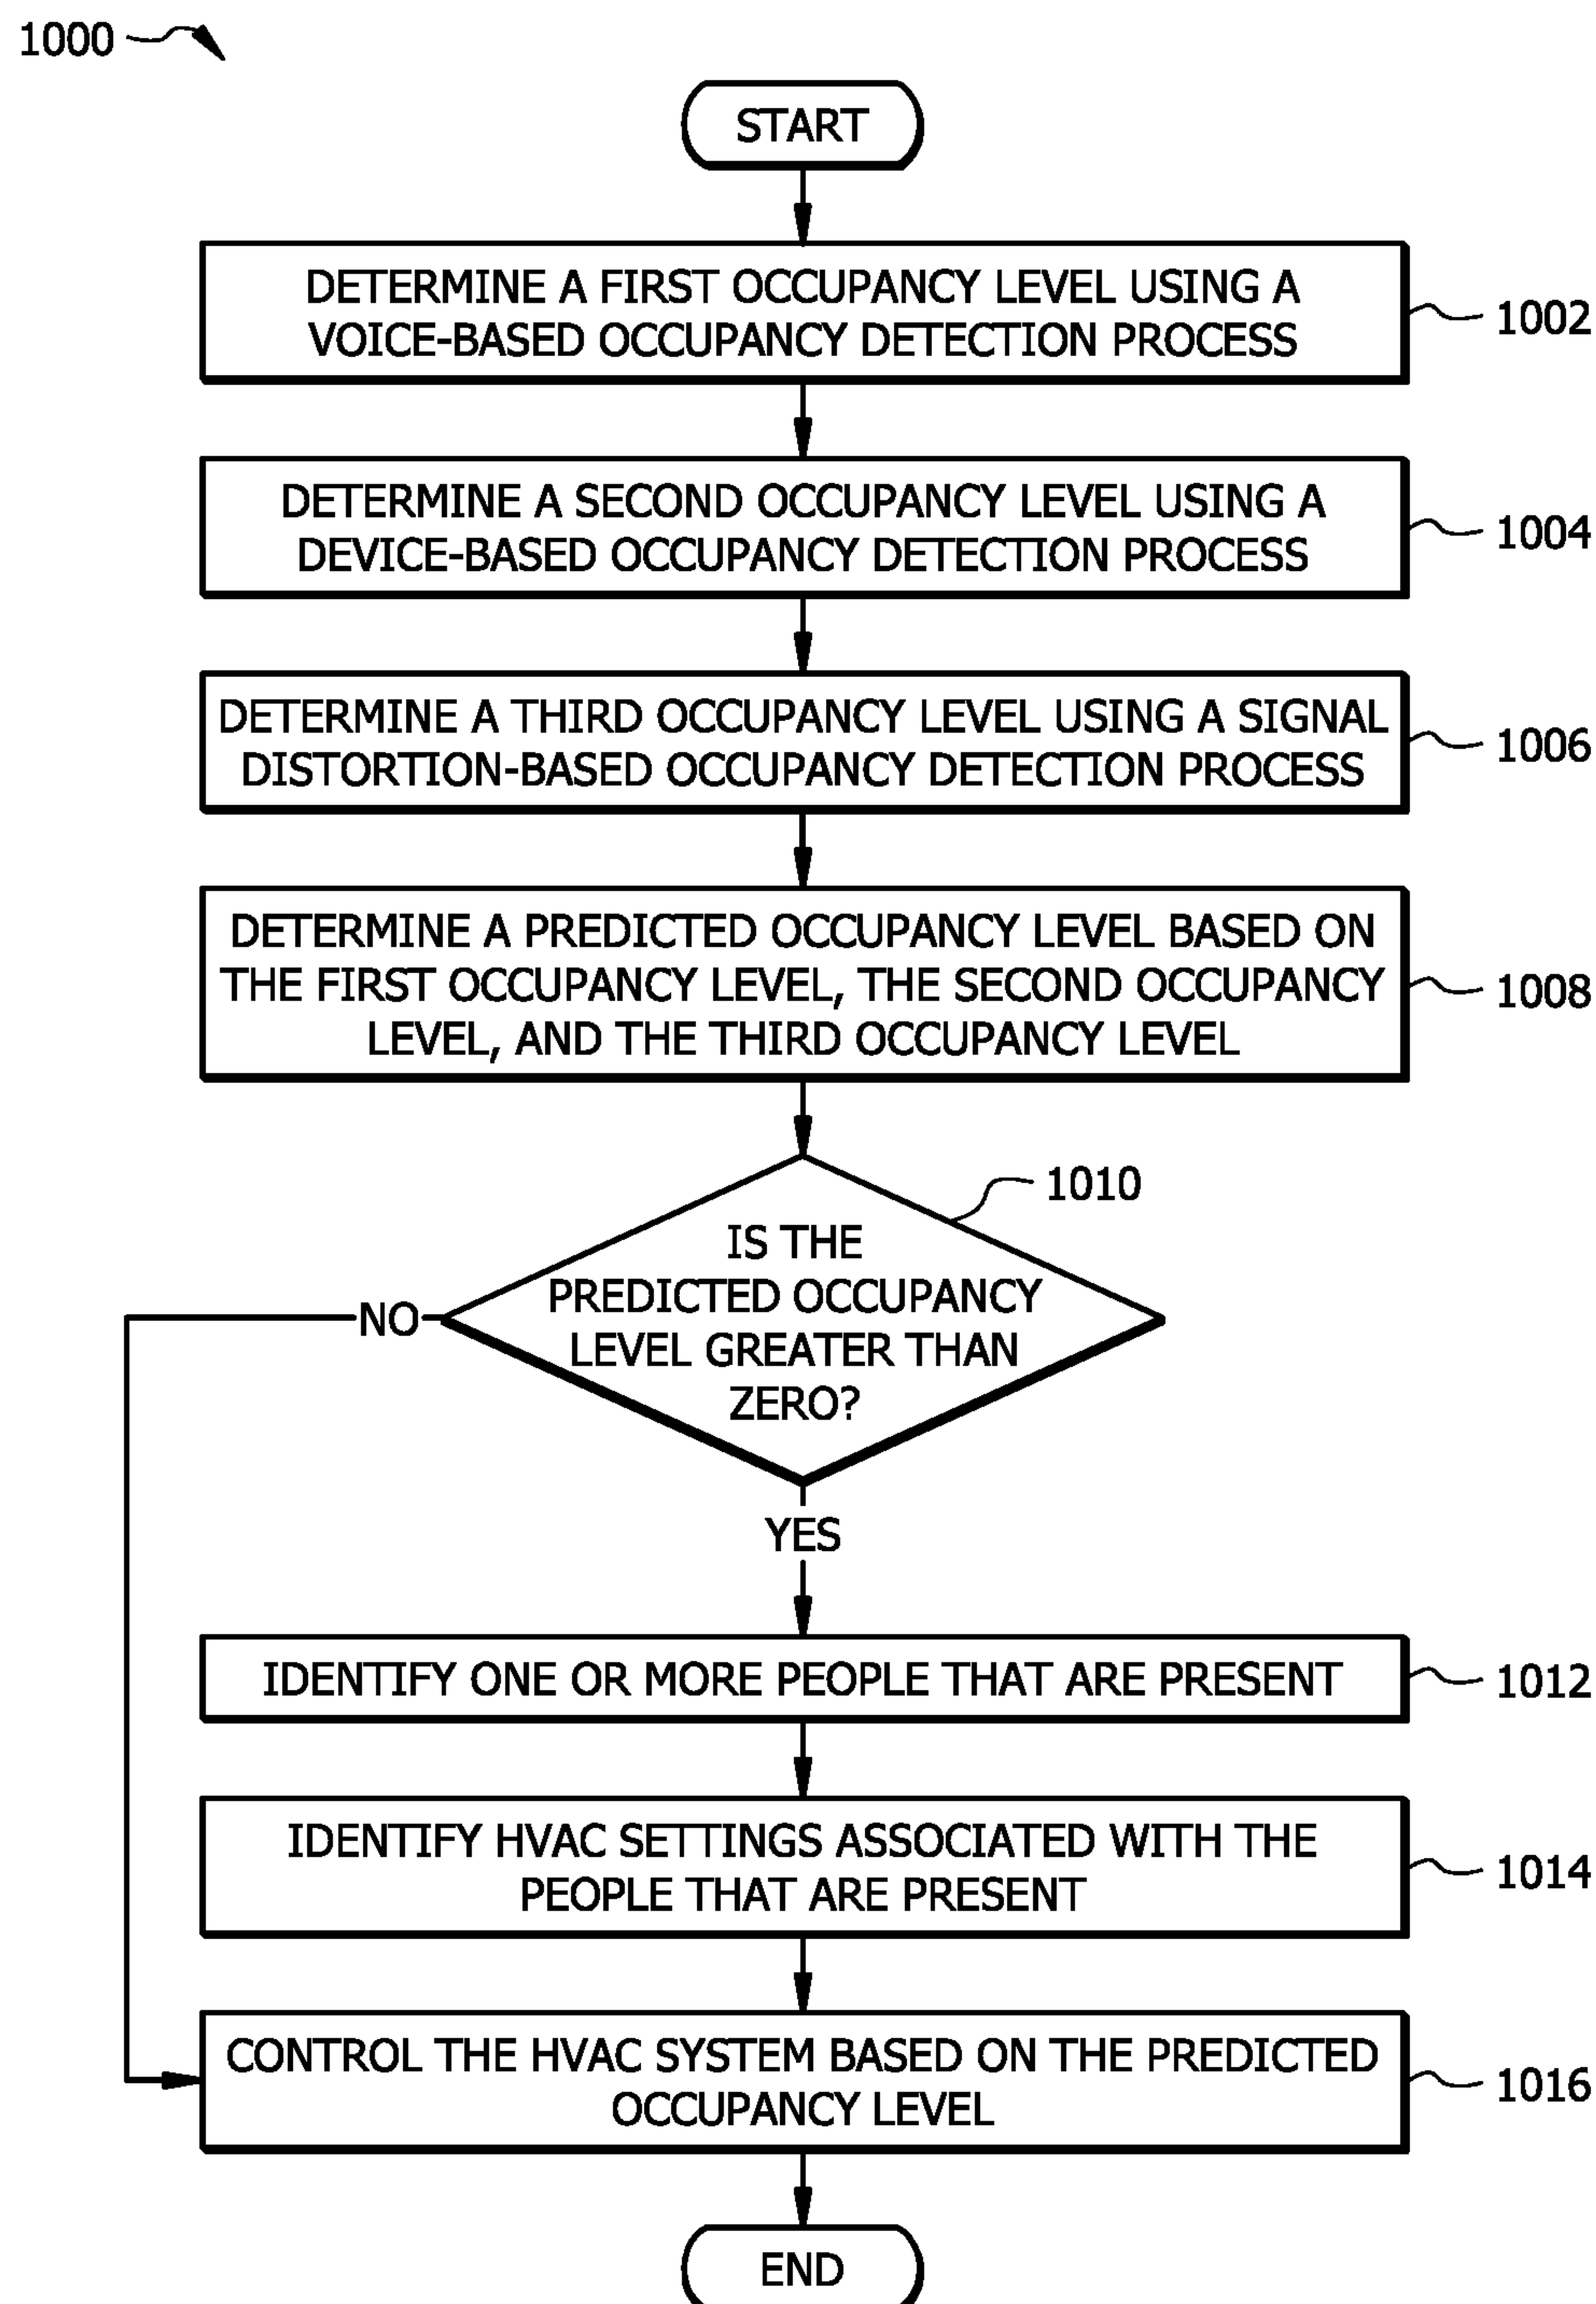 1000
START
DETERMINE A FIRST OCCUPANCY LEVEL USING A
VOICE-BASED OCCUPANCY DETECTION PROCESS
1002
DETERMINE A SECOND OCCUPANCY LEVEL USING A
DEVICE-BASED OCCUPANCY DETECTION PROCESS
1004
DETERMINE A THIRD OCCUPANCY LEVEL USING A SIGNAL
DISTORTION-BASED OCCUPANCY DETECTION PROCESS
1006
DETERMINE A PREDICTED OCCUPANCY LEVEL BASED ON
THE FIRST OCCUPANCY LEVEL, THE SECOND OCCUPANCY
LEVEL, AND THE THIRD OCCUPANCY LEVEL
1008
1010
IS THE
PREDICTED OCCUPANCY
LEVEL GREATER THAN
ZERO?
NO
YES
IDENTIFY ONE OR MORE PEOPLE THAT ARE PRESENT
1012
IDENTIFY HVAC SETTINGS ASSOCIATED WITH THE
PEOPLE THAT ARE PRESENT
1014
CONTROL THE HVAC SYSTEM BASED ON THE PREDICTED
OCCUPANCY LEVEL
1016
END